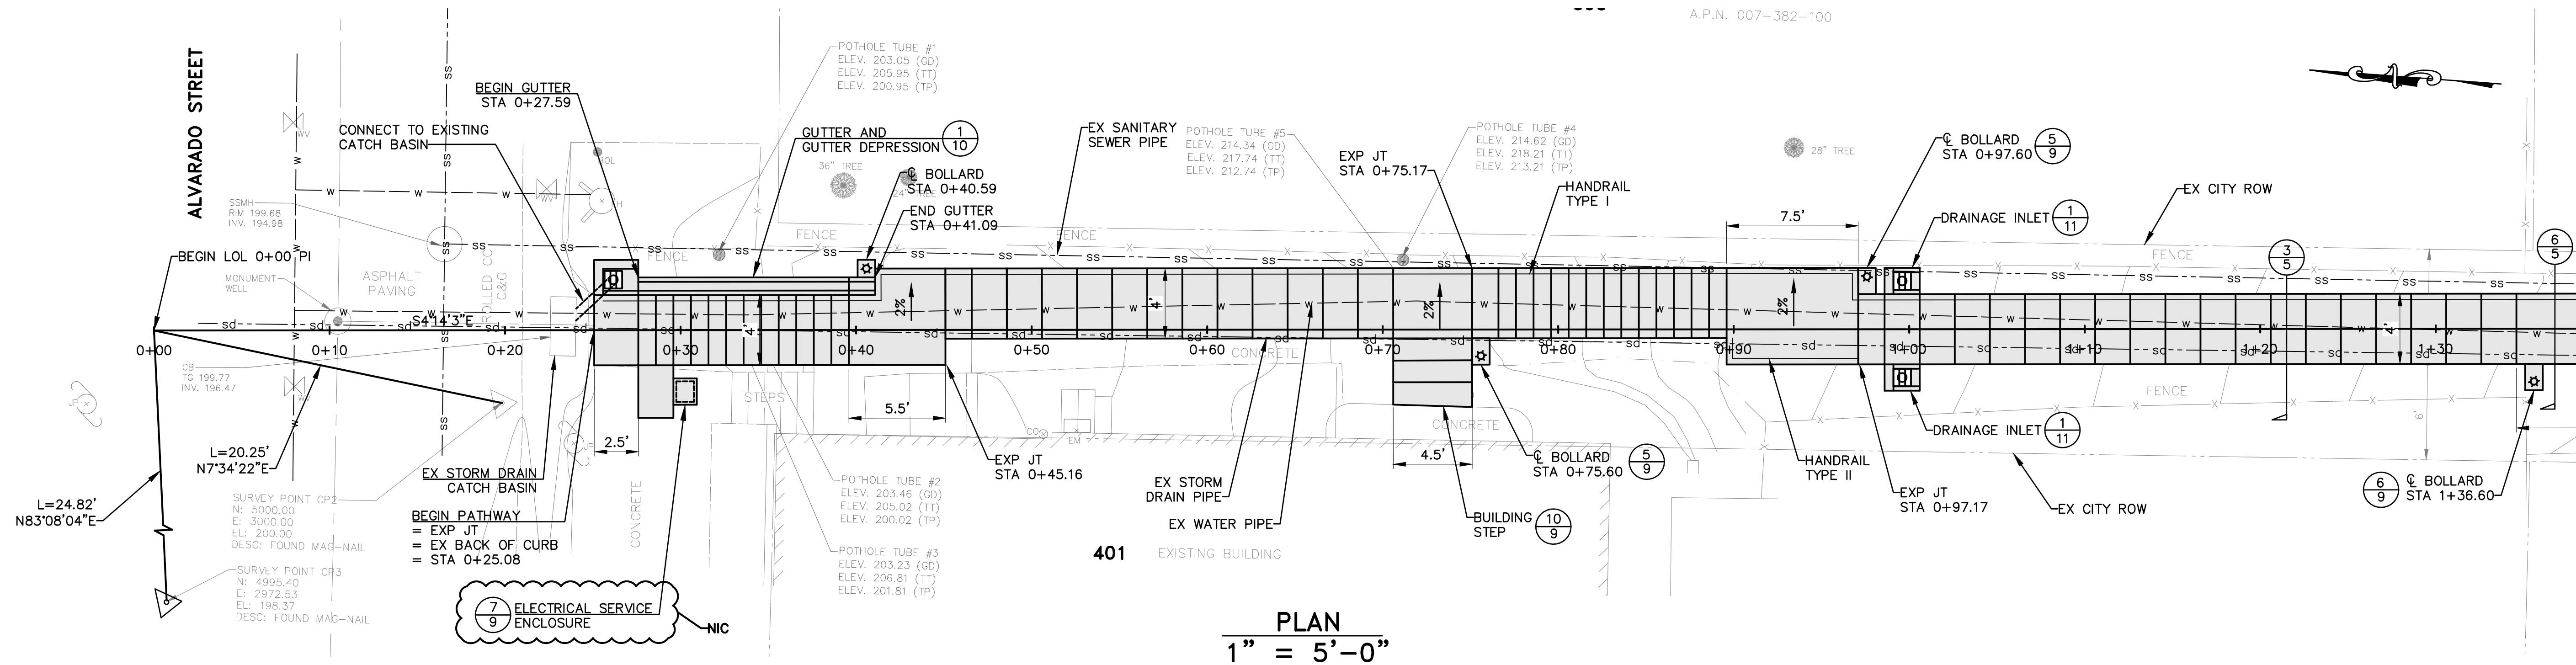 A.P.N. 007-382-100
ALVARADO STREET
POTHOLE TUBE #1
ELEV. 203.05 (GD)
ELEV. 205.95 (TT)
ELEV. 200.95 (TP)
BEGIN GUTTER
STA 0+27.59
CONNECT TO EXISTING
CATCH BASIN
GUTTER AND
GUTTER DEPRESSION
1
10
36" TREE
24" TREE
℄ BOLLARD
STA 0+40.59
END GUTTER
STA 0+41.09
EX SANITARY
SEWER PIPE
POTHOLE TUBE #5
ELEV. 214.34 (GD)
ELEV. 217.74 (TT)
ELEV. 212.74 (TP)
EXP JT
STA 0+75.17
POTHOLE TUBE #4
ELEV. 214.62 (GD)
ELEV. 218.21 (TT)
ELEV. 213.21 (TP)
HANDRAIL
TYPE I
28" TREE
℄ BOLLARD
STA 0+97.60
5
9
EX CITY ROW
DRAINAGE INLET
1
11
7.5'
3
5
6
5
SSMH
RIM 199.68
INV. 194.98
BEGIN LOL 0+00 PI
MONUMENT
WELL
ASPHALT
PAVING
ROLLED CONC
C&G
S4°14'3"E
FENCE
FENCE
FENCE
FENCE
WV
WV
WV
JP
JP
2%
2%
2%
4'
4'
4'
0+00
0+10
0+20
0+30
0+40
0+50
0+60
0+70
0+80
0+90
1+00
1+10
1+20
1+30
CB
TG 199.77
INV. 196.47
STEPS
CONCRETE
CONCRETE
CONCRETE
FENCE
CO
EM
6'
5.5'
2.5'
4.5'
L=20.25'
N7°34'22"E
L=24.82'
N83°08'04"E
EX STORM DRAIN
CATCH BASIN
SURVEY POINT CP2
N: 5000.00
E: 3000.00
EL: 200.00
DESC: FOUND MAG-NAIL
BEGIN PATHWAY
= EXP JT
= EX BACK OF CURB
= STA 0+25.08
SURVEY POINT CP3
N: 4995.40
E: 2972.53
EL: 198.37
DESC: FOUND MAG-NAIL
7
9
ELECTRICAL SERVICE
ENCLOSURE
NIC
POTHOLE TUBE #2
ELEV. 203.46 (GD)
ELEV. 205.02 (TT)
ELEV. 200.02 (TP)
POTHOLE TUBE #3
ELEV. 203.23 (GD)
ELEV. 206.81 (TT)
ELEV. 201.81 (TP)
EXP JT
STA 0+45.16
EX STORM
DRAIN PIPE
EX WATER PIPE
401
EXISTING BUILDING
BUILDING
STEP
10
9
℄ BOLLARD
STA 0+75.60
5
9
DRAINAGE INLET
1
11
HANDRAIL
TYPE II
EXP JT
STA 0+97.17
EX CITY ROW
6
9
℄ BOLLARD
STA 1+36.60
PLAN
1" = 5'-0"